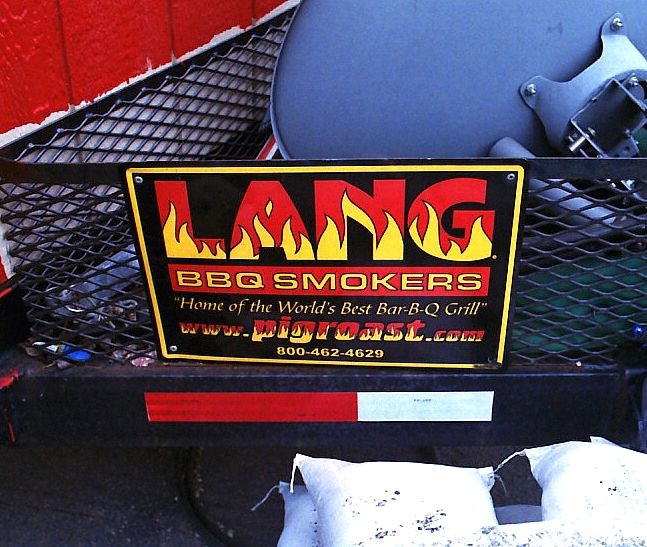 LANG
BBQ SMOKERS
"Home of the World's Best Bar-B-Q Grill"
www.pigroast.com
800-462-4629